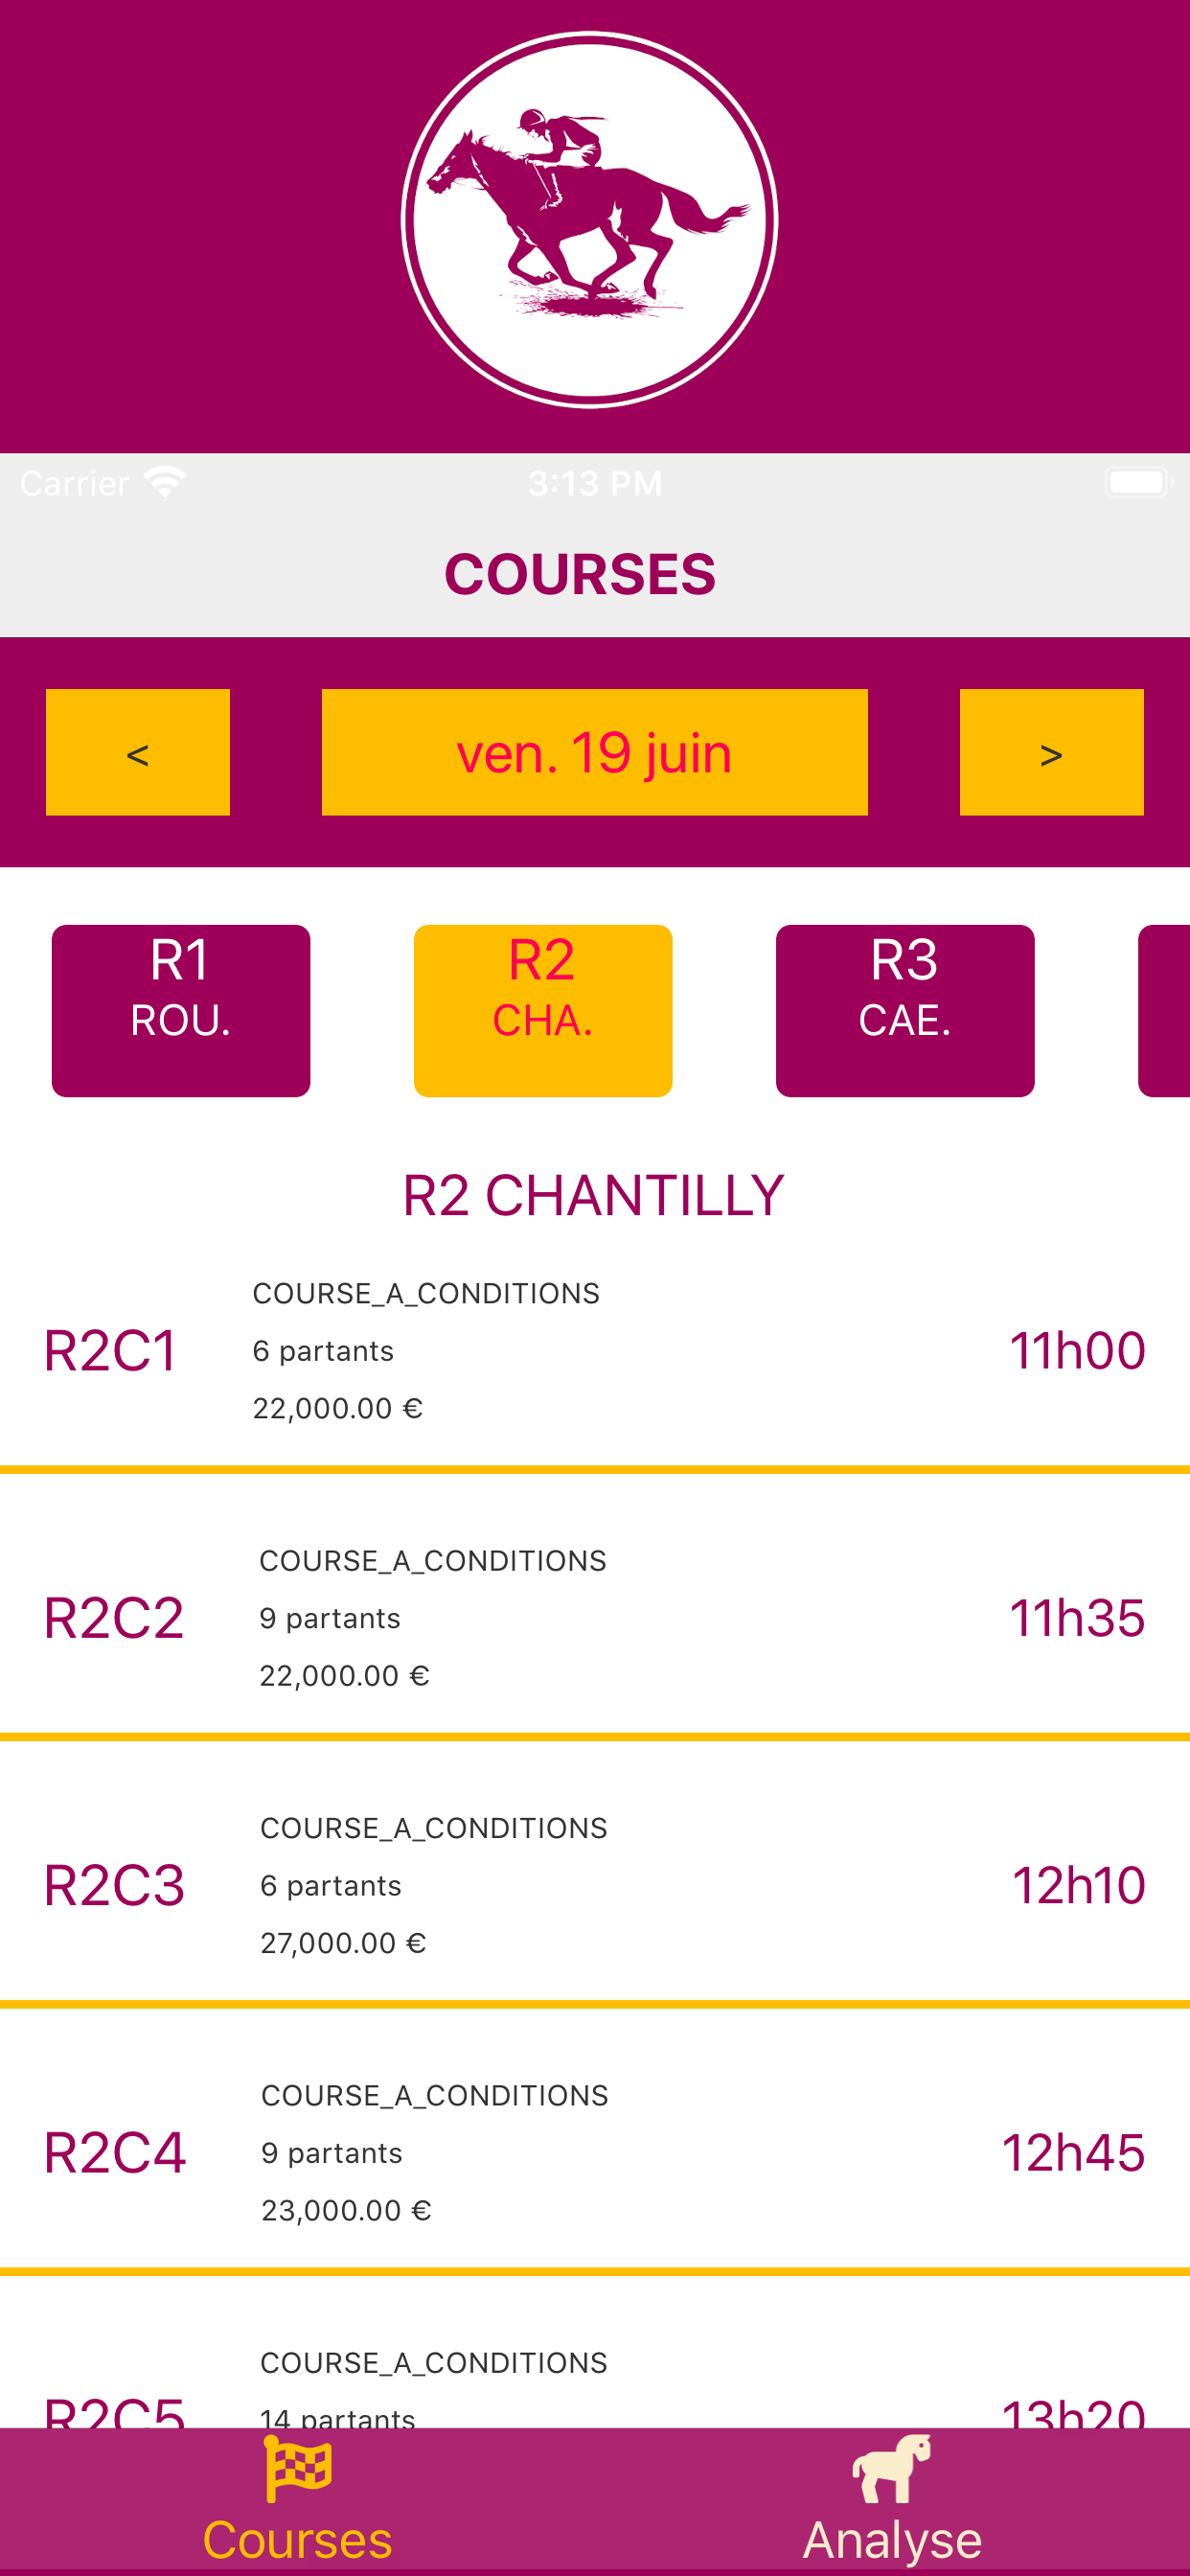 Carrier 3:13 PM
COURSES
< ven. 19 juin >
R1 R2 R3
ROU. CHA. CAE.
R2 CHANTILLY
COURSE_A_CONDITIONS
R2C1 6 partants 11h00
22,000.00 €
COURSE_A_CONDITIONS
R2C2 9 partants 11h35
22,000.00 €
COURSE_A_CONDITIONS
R2C3 6 partants 12h10
27,000.00 €
COURSE_A_CONDITIONS
R2C4 9 partants 12h45
23,000.00 €
COURSE_A_CONDITIONS
R2C5 14 partants 13h20
Courses Analyse